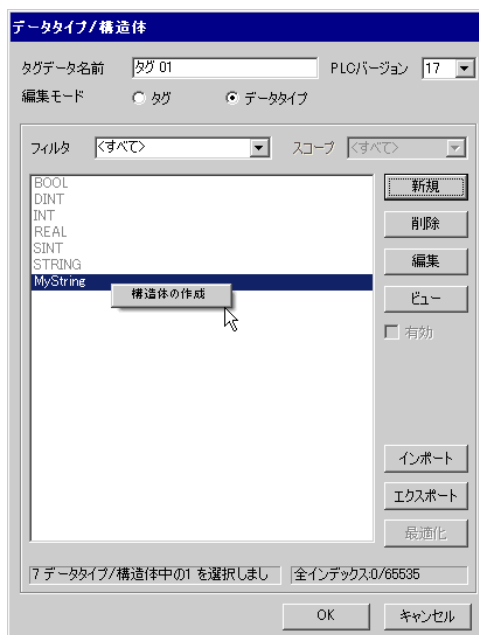 データタイプ/構造体
タグデータ名前 タグ 01 PLCバージョン 17
編集モード タグ データタイプ
フィルタ <すべて> スコープ <すべて>
BOOL
DINT
INT
REAL
SINT
STRING
MyString
構造体の作成
新規
削除
編集
ビュー
有効
インポート
エクスポート
最適化
7 データタイプ/構造体中の1 を選択しまし 全インデックス:0/65535
OK キャンセル